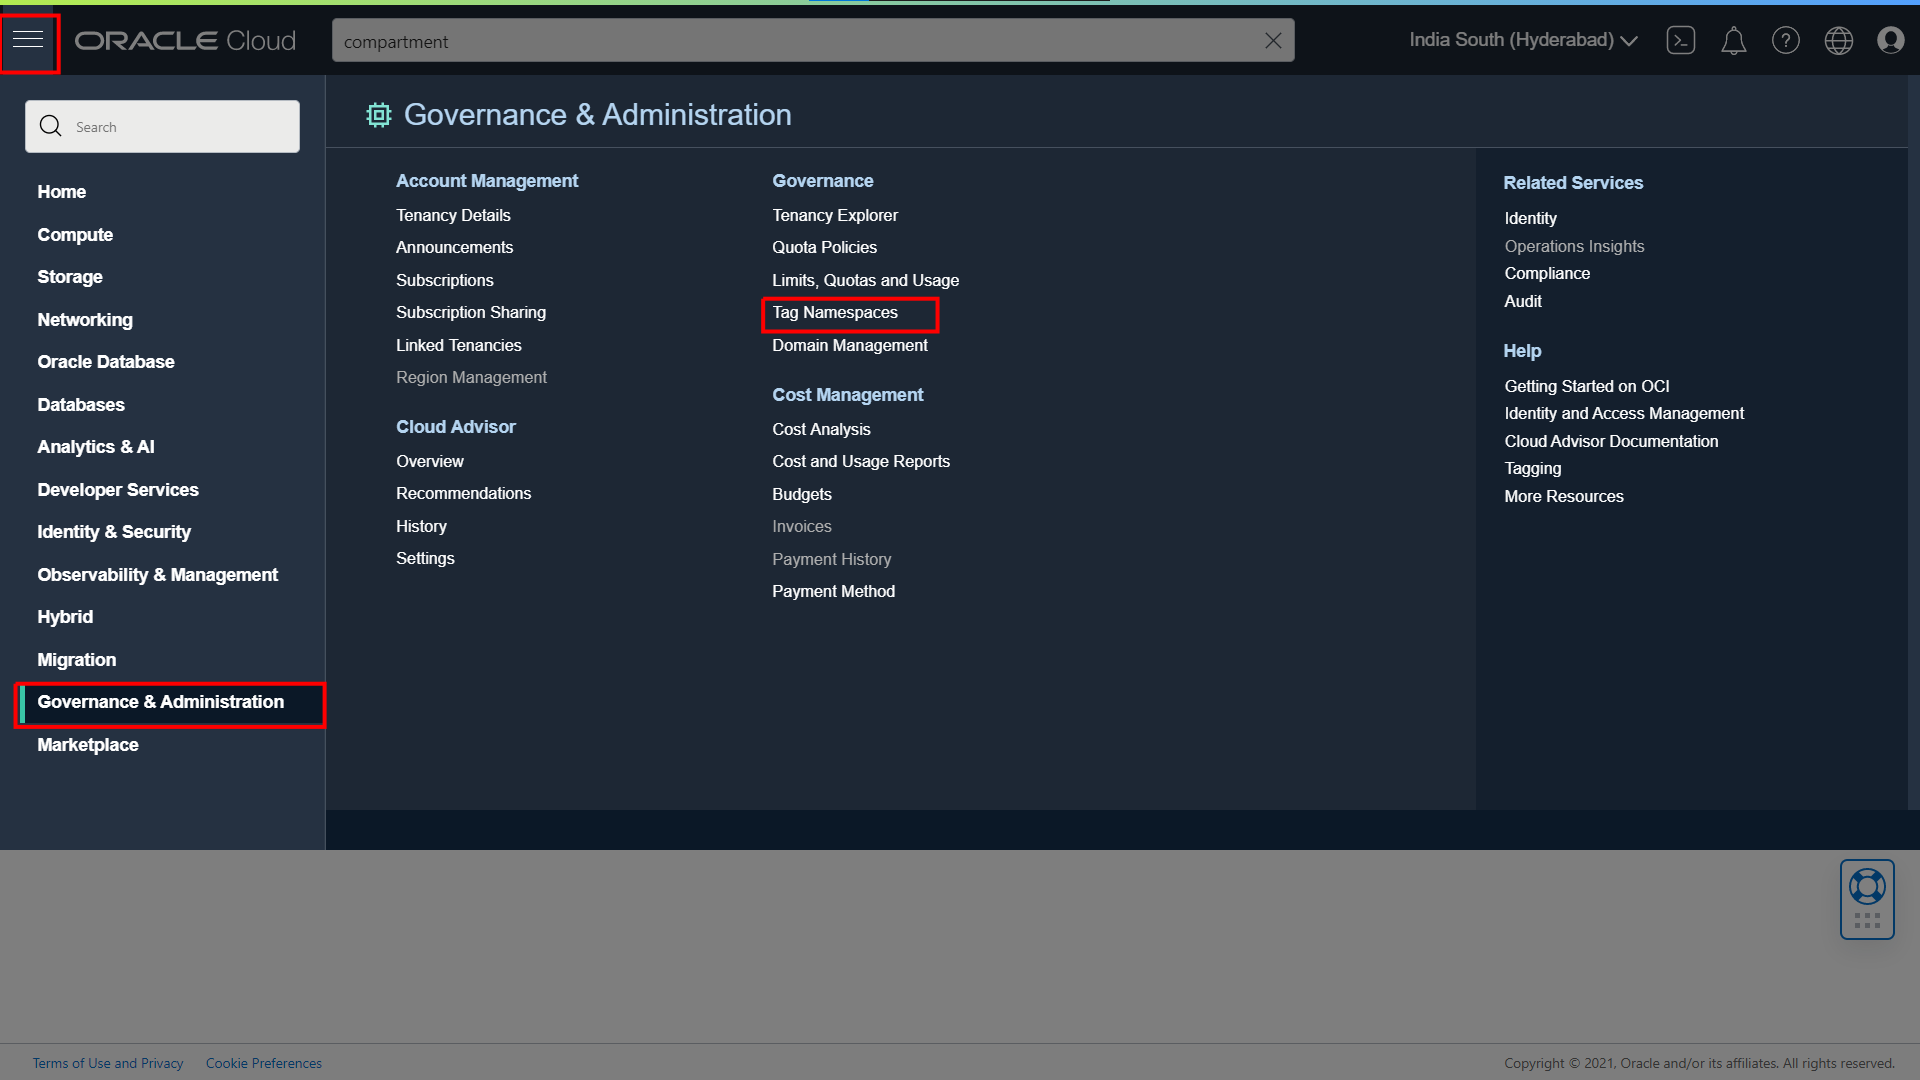 ORACLE Cloud
compartment
India South (Hyderabad)
Search
Home
Compute
Storage
Networking
Oracle Database
Databases
Analytics & AI
Developer Services
Identity & Security
Observability & Management
Hybrid
Migration
Governance & Administration
Marketplace
Governance & Administration
Account Management
Tenancy Details
Announcements
Subscriptions
Subscription Sharing
Linked Tenancies
Region Management
Cloud Advisor
Overview
Recommendations
History
Settings
Governance
Tenancy Explorer
Quota Policies
Limits, Quotas and Usage
Tag Namespaces
Domain Management
Cost Management
Cost Analysis
Cost and Usage Reports
Budgets
Invoices
Payment History
Payment Method
Related Services
Identity
Operations Insights
Compliance
Audit
Help
Getting Started on OCI
Identity and Access Management
Cloud Advisor Documentation
Tagging
More Resources
Terms of Use and Privacy
Cookie Preferences
Copyright © 2021, Oracle and/or its affiliates. All rights reserved.